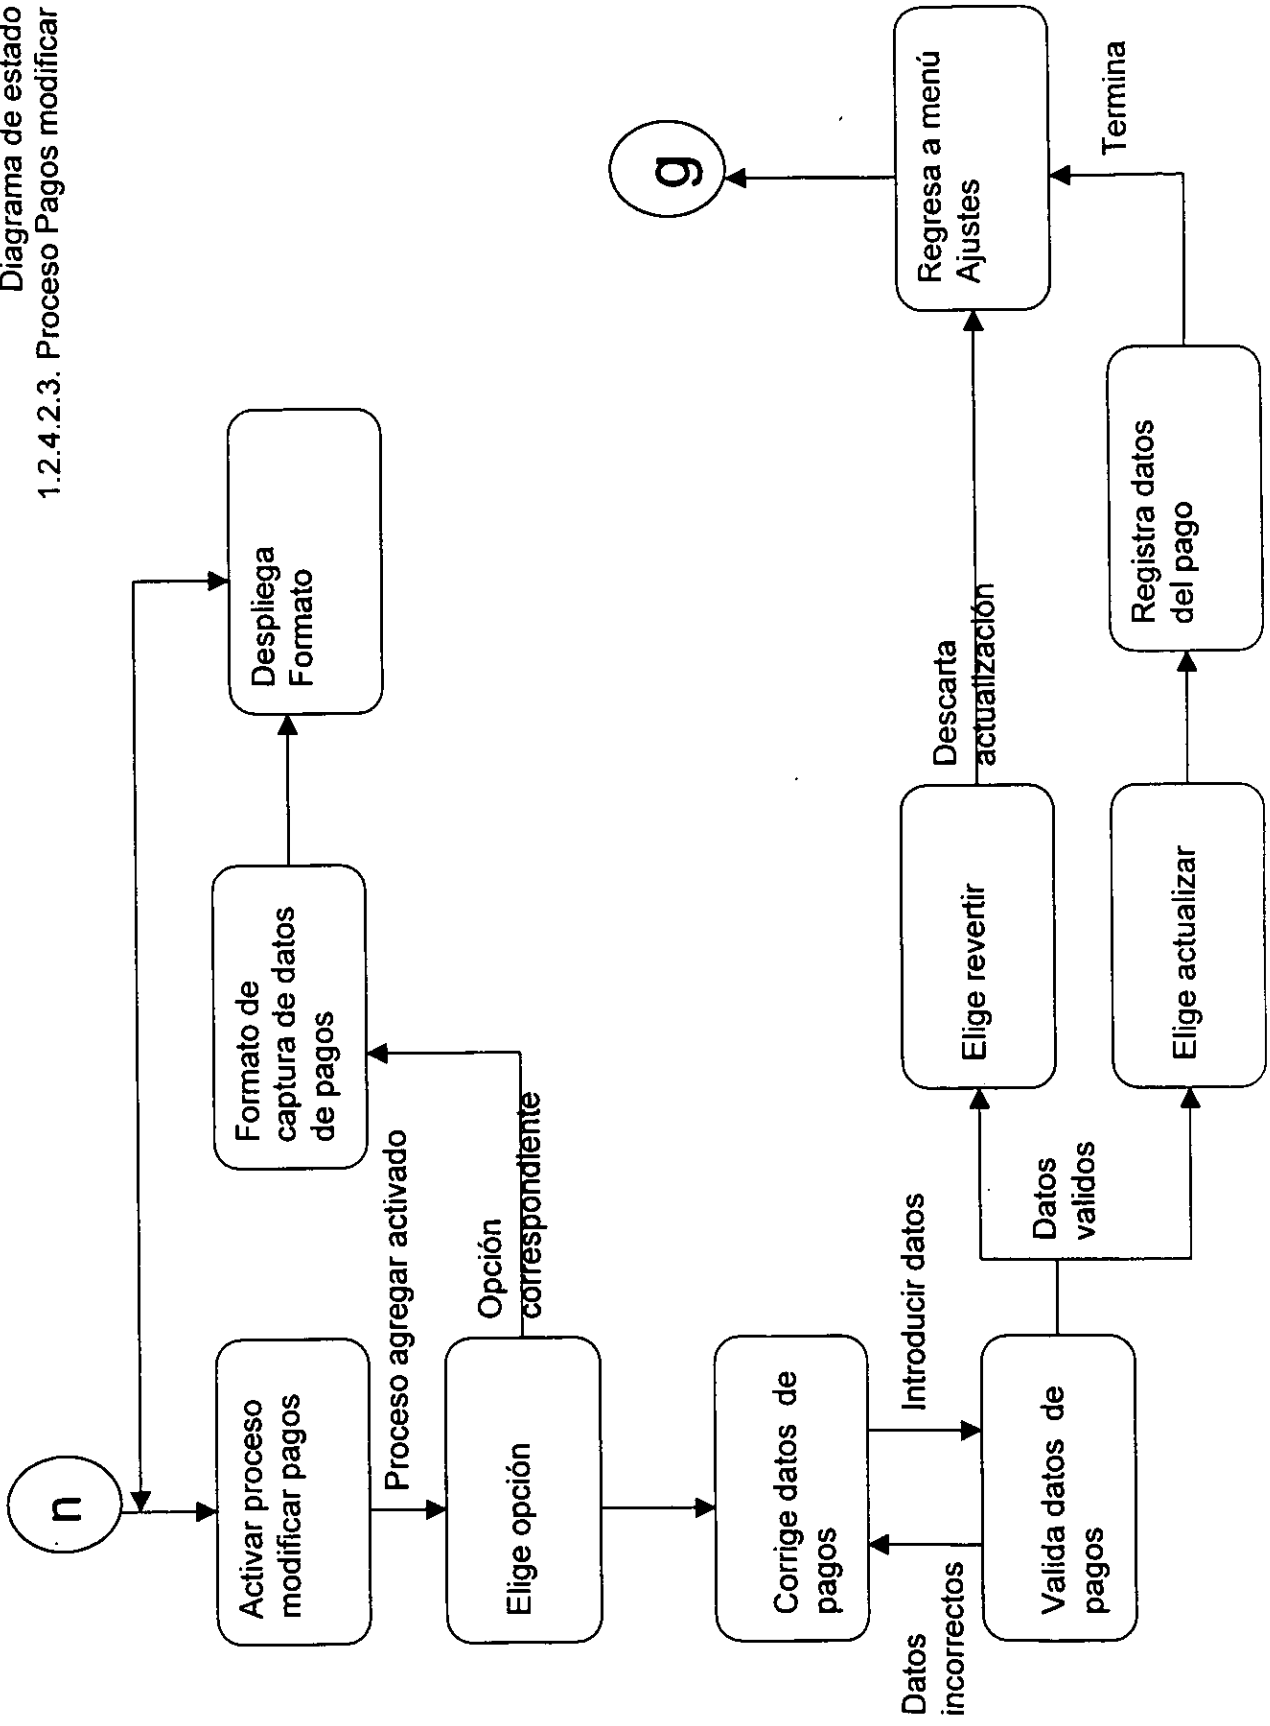 Diagrama de estado
1.2.4.2.3. Proceso Pagos modificar
n
Activar proceso
modificar pagos
Proceso agregar activado
Elige opción
Opción
correspondiente
Formato de
captura de datos
de pagos
Despliega
Formato
Corrige datos de
pagos
Introducir datos
Datos
incorrectos
Valida datos de
pagos
Datos
validos
Elige revertir
Elige actualizar
Descarta
actualización
Registra datos
del pago
Termina
Regresa a menú
Ajustes
g